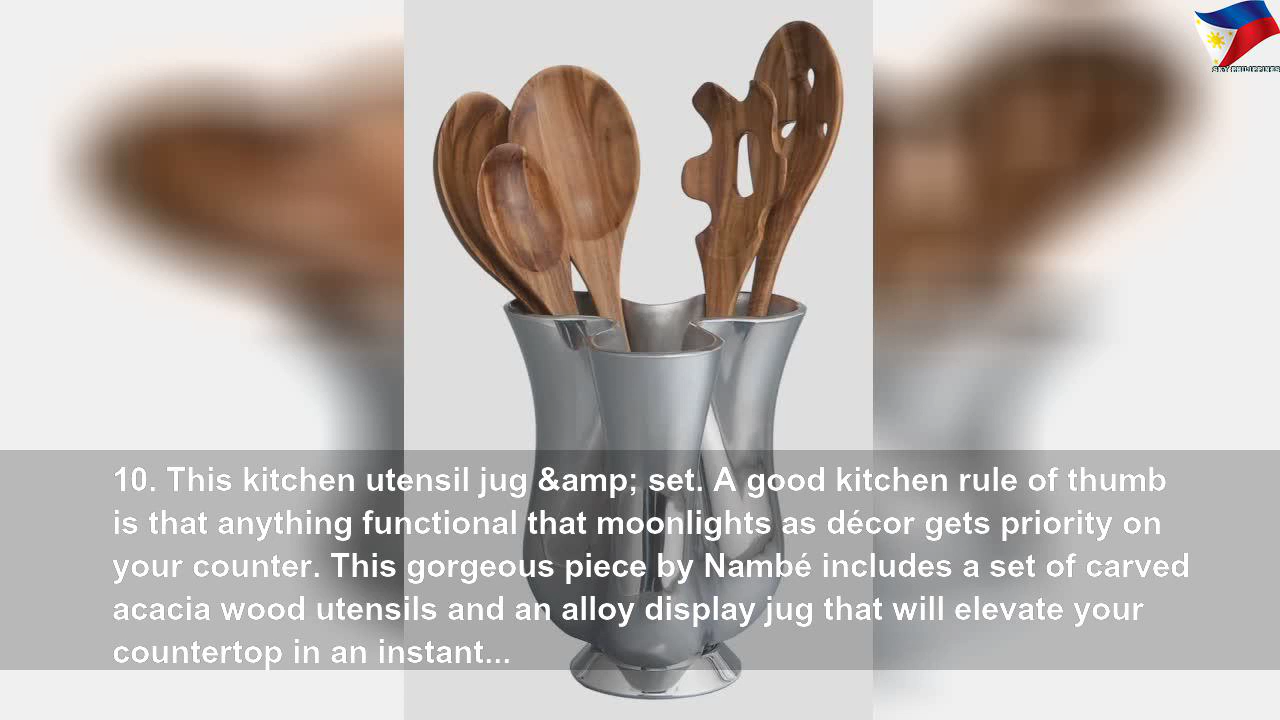 SKY PHILIPPINES
10. This kitchen utensil jug &amp; set. A good kitchen rule of thumb
is that anything functional that moonlights as décor gets priority on
your counter. This gorgeous piece by Nambé includes a set of carved
acacia wood utensils and an alloy display jug that will elevate your
countertop in an instant...